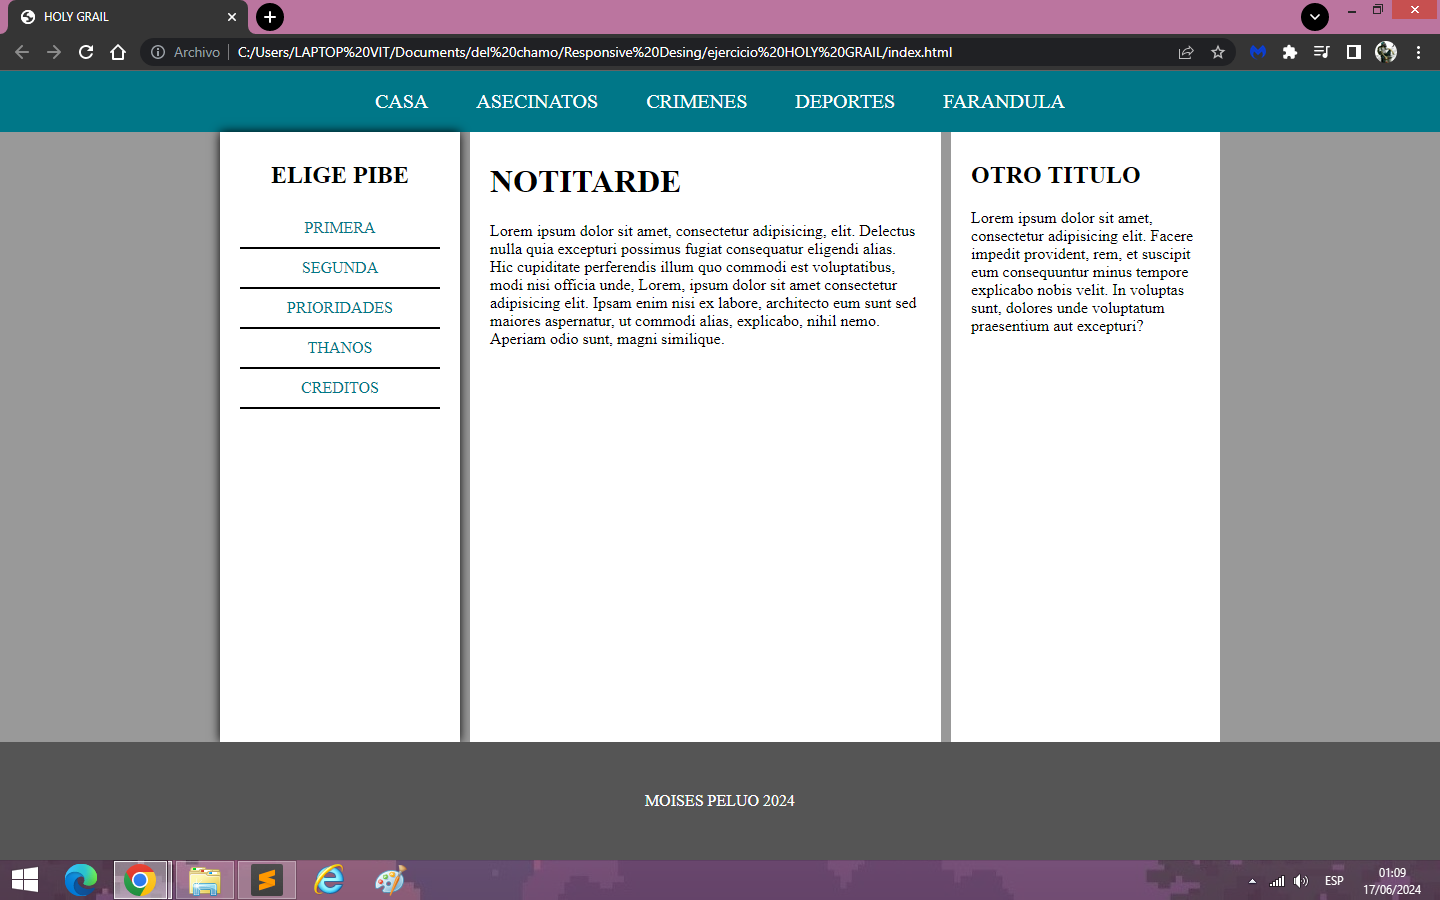 HOLY GRAIL
Archivo | C:/Users/LAPTOP%20VIT/Documents/del%20chamo/Responsive%20Desing/ejercicio%20HOLY%20GRAIL/index.html
CASA ASECINATOS CRIMENES DEPORTES FARANDULA
ELIGE PIBE
PRIMERA
SEGUNDA
PRIORIDADES
THANOS
CREDITOS
NOTITARDE
Lorem ipsum dolor sit amet, consectetur adipisicing, elit. Delectus
nulla quia excepturi possimus fugiat consequatur eligendi alias.
Hic cupiditate perferendis illum quo commodi est voluptatibus,
modi nisi officia unde, Lorem, ipsum dolor sit amet consectetur
adipisicing elit. Ipsam enim nisi ex labore, architecto eum sunt sed
maiores aspernatur, ut commodi alias, explicabo, nihil nemo.
Aperiam odio sunt, magni similique.
OTRO TITULO
Lorem ipsum dolor sit amet,
consectetur adipisicing elit. Facere
impedit provident, rem, et suscipit
eum consequuntur minus tempore
explicabo nobis velit. In voluptas
sunt, dolores unde voluptatum
praesentium aut excepturi?
MOISES PELUO 2024
ESP
01:09
17/06/2024